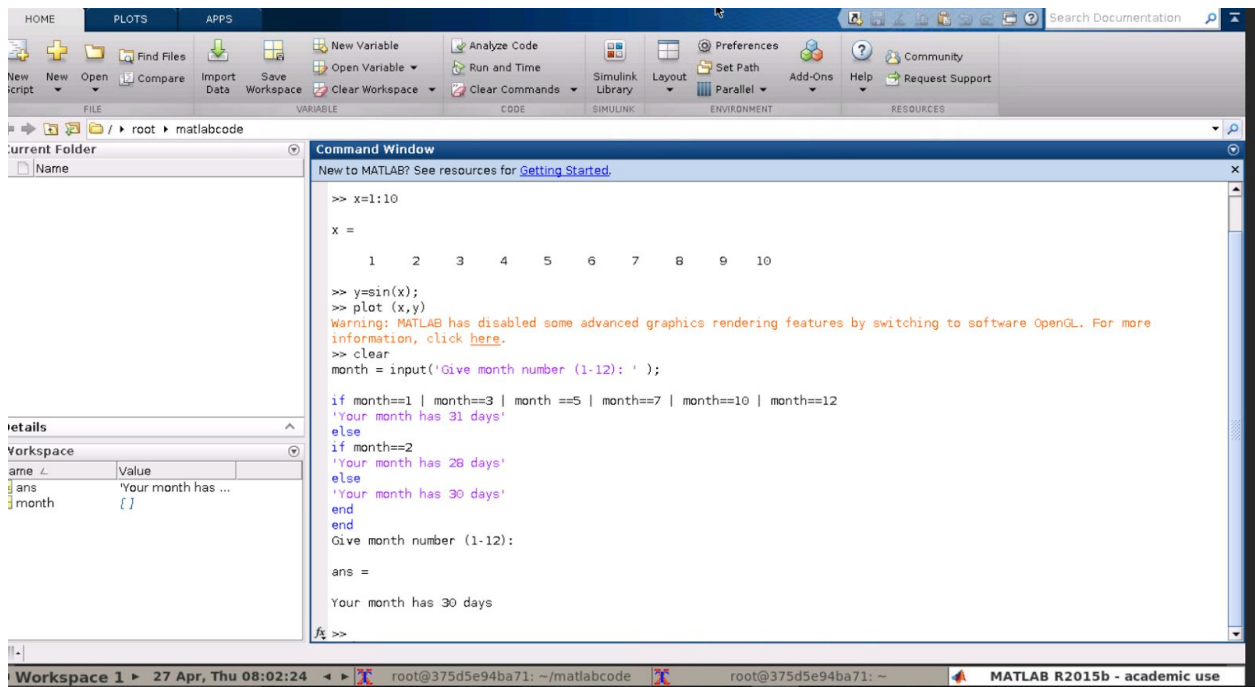 HOME PLOTS APPS
Search Documentation
Find Files
New Variable
Analyze Code
Preferences
Community
Open Variable
Run and Time
Set Path
New New Open Compare Import Save
Script Data Workspace
Clear Workspace
Clear Commands
Simulink Layout
Library
Parallel
Add-Ons Help
Request Support
FILE VARIABLE CODE SIMULINK ENVIRONMENT RESOURCES
/ root matlabcode
Current Folder
Name
Command Window
New to MATLAB? See resources for Getting Started.
>> x=1:10
x =
1 2 3 4 5 6 7 8 9 10
>> y=sin(x);
>> plot (x,y)
Warning: MATLAB has disabled some advanced graphics rendering features by switching to software OpenGL. For more
information, click here.
>> clear
month = input('Give month number (1-12): ' );
if month==1 | month==3 | month ==5 | month==7 | month==10 | month==12
'Your month has 31 days'
else
if month==2
'Your month has 28 days'
else
'Your month has 30 days'
end
end
Give month number (1-12):
ans =
Your month has 30 days
fx >>
Details
Workspace
ame Value
ans 'Your month has ...
month [ ]
Workspace 1 27 Apr, Thu 08:02:24 root@375d5e94ba71: ~/matlabcode root@375d5e94ba71: ~ MATLAB R2015b - academic use